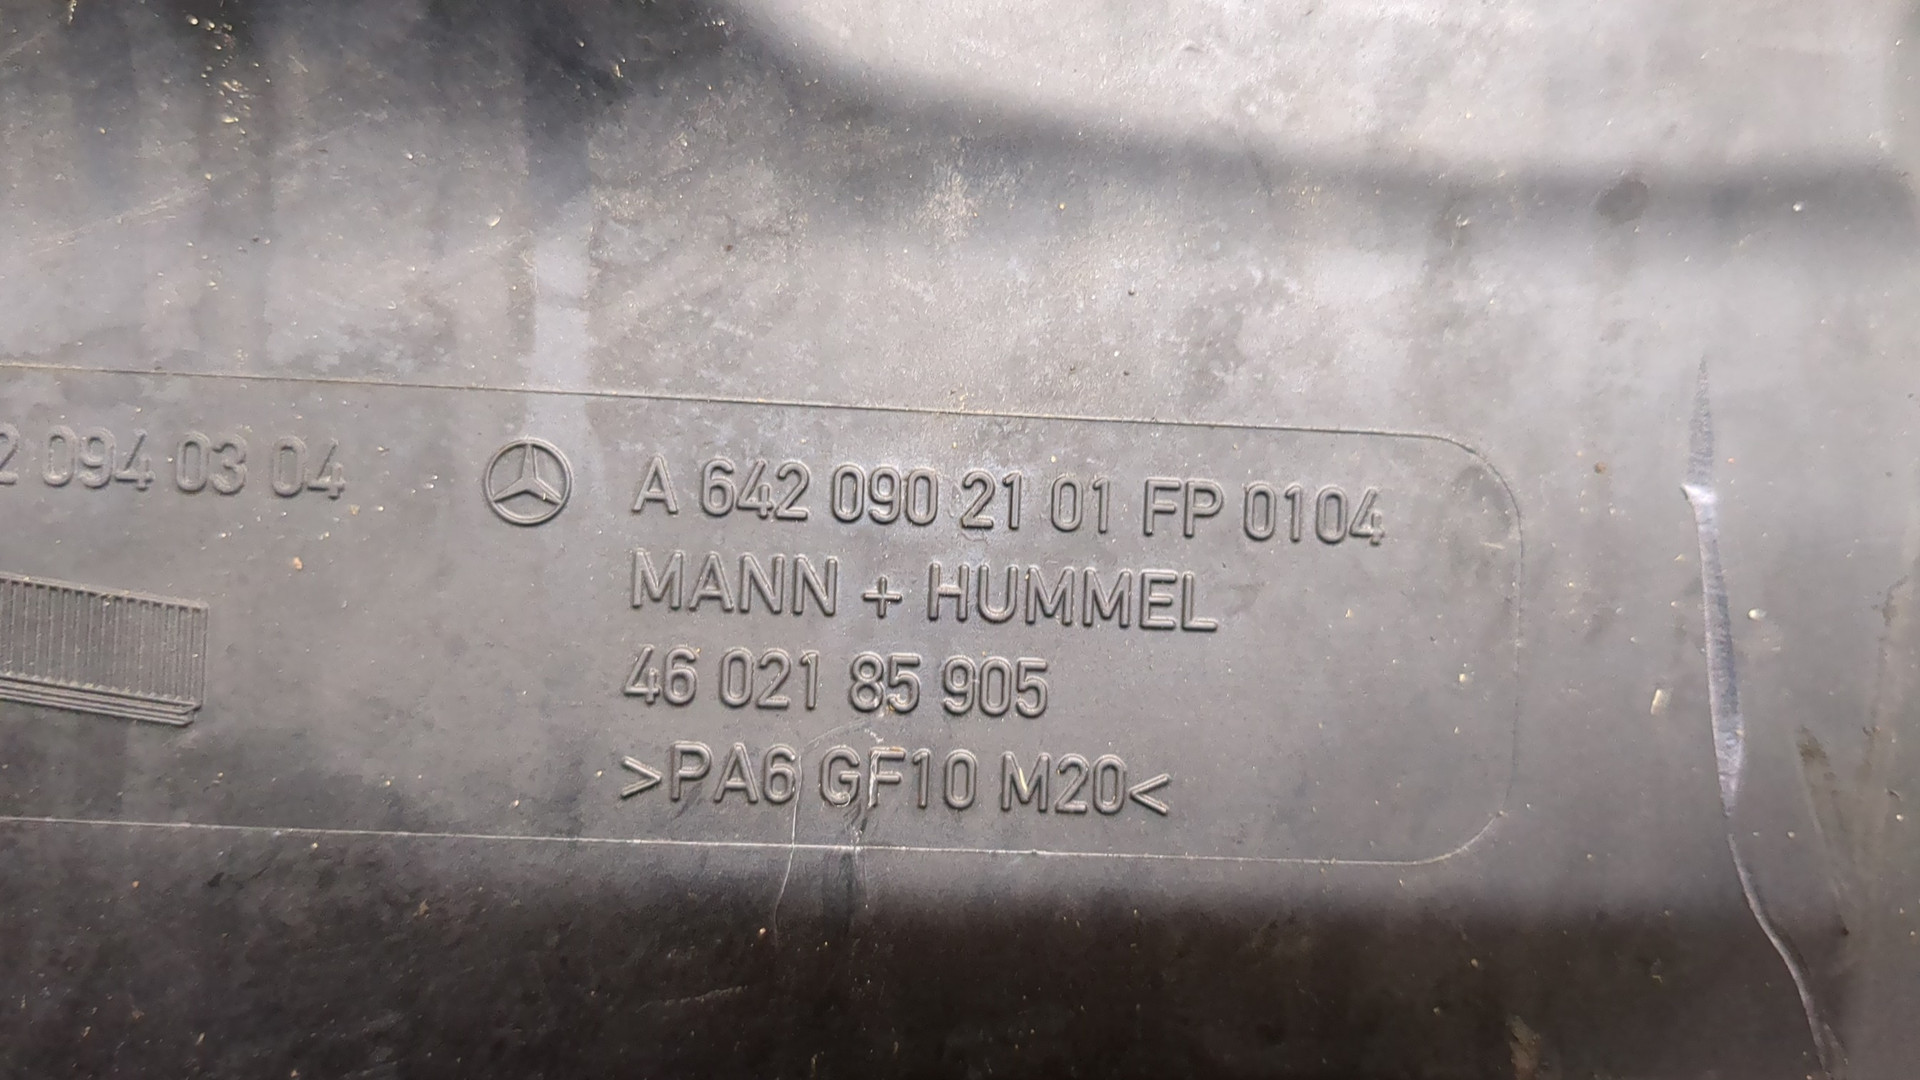 2 094 03 04
A 642 090 21 01 FP 0104
MANN + HUMMEL
46 021 85 905
>PA6 GF10 M20<